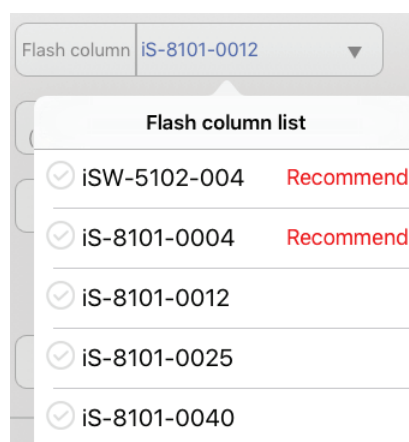 Flash column iS-8101-0012 ▼
Flash column list
iSW-5102-004 Recommend
iS-8101-0004 Recommend
iS-8101-0012
iS-8101-0025
iS-8101-0040